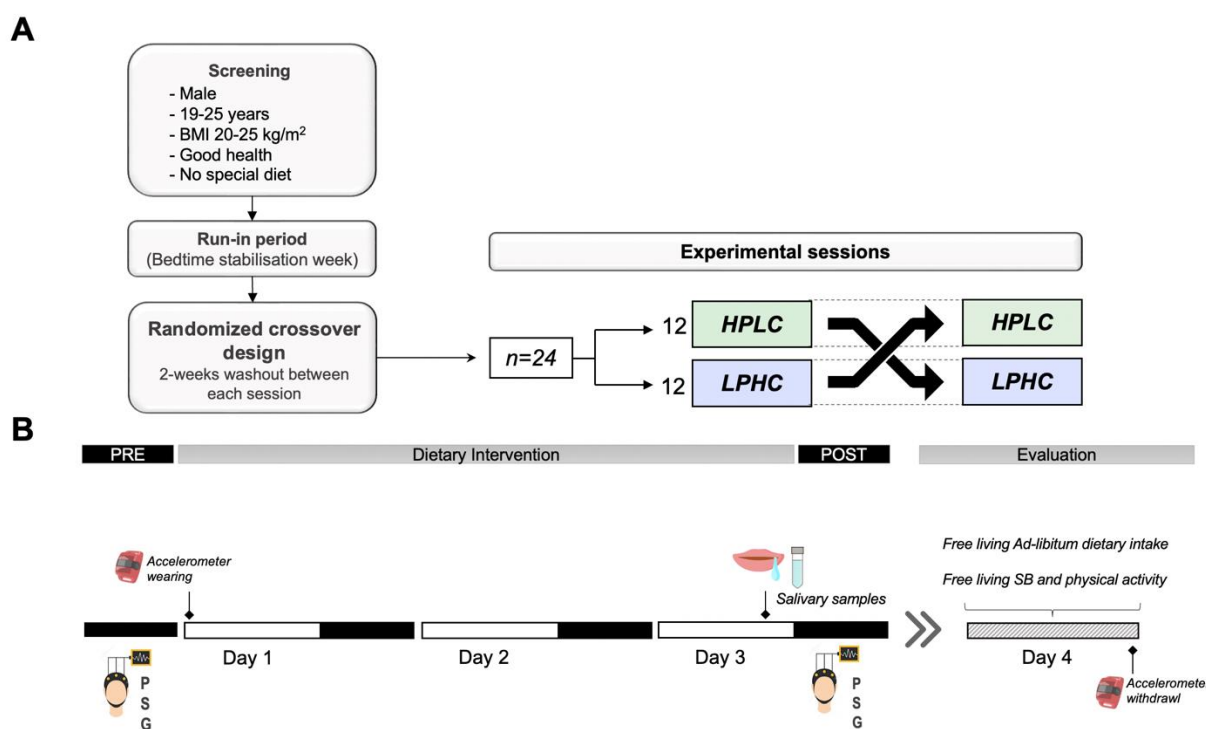 A
Screening
- Male
- 19-25 years
- BMI 20-25 kg/m²
- Good health
- No special diet
Run-in period
(Bedtime stabilisation week)
Randomized crossover
design
2-weeks washout between
each session
Experimental sessions
n=24
12
HPLC
HPLC
12
LPHC
LPHC
B
PRE
Dietary Intervention
POST
Evaluation
Accelerometer
wearing
Salivary samples
Free living Ad-libitum dietary intake
Free living SB and physical activity
Day 1
Day 2
Day 3
Day 4
P
S
G
P
S
G
Acceleromete
withdrawl